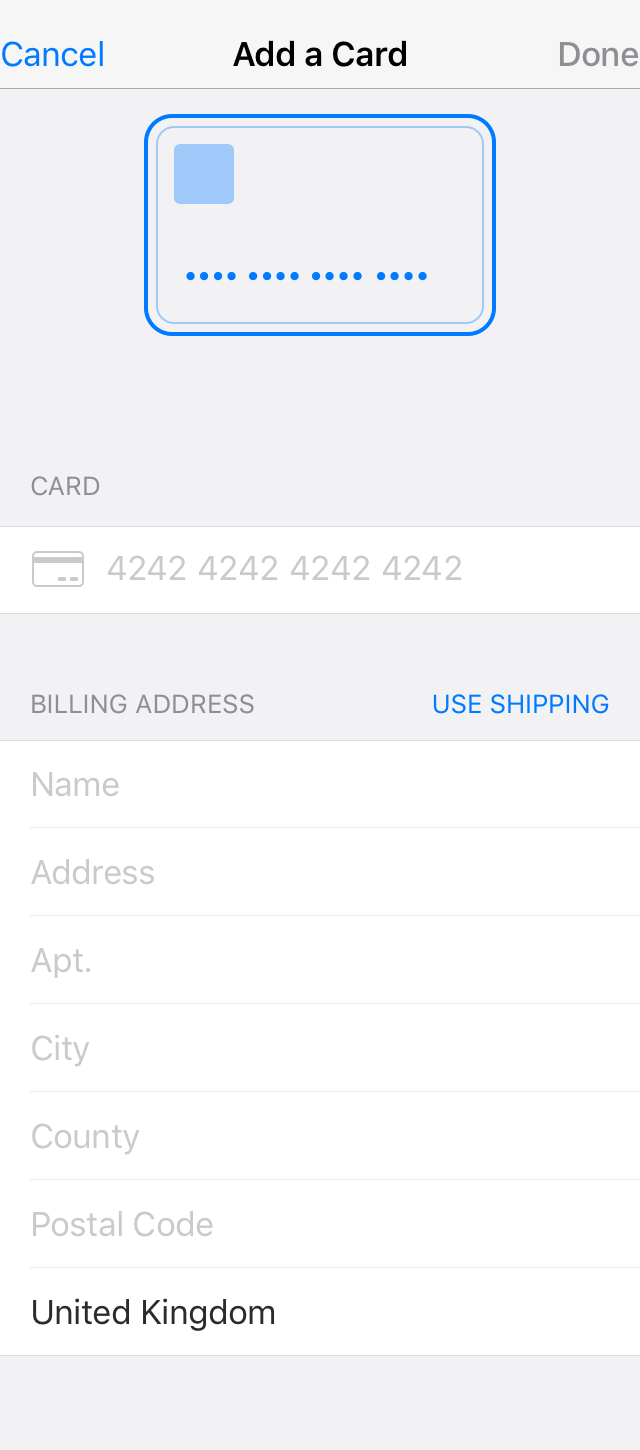 Cancel Add a Card Done
•••• •••• •••• ••••
CARD
4242 4242 4242 4242
BILLING ADDRESS USE SHIPPING
Name
Address
Apt.
City
County
Postal Code
United Kingdom